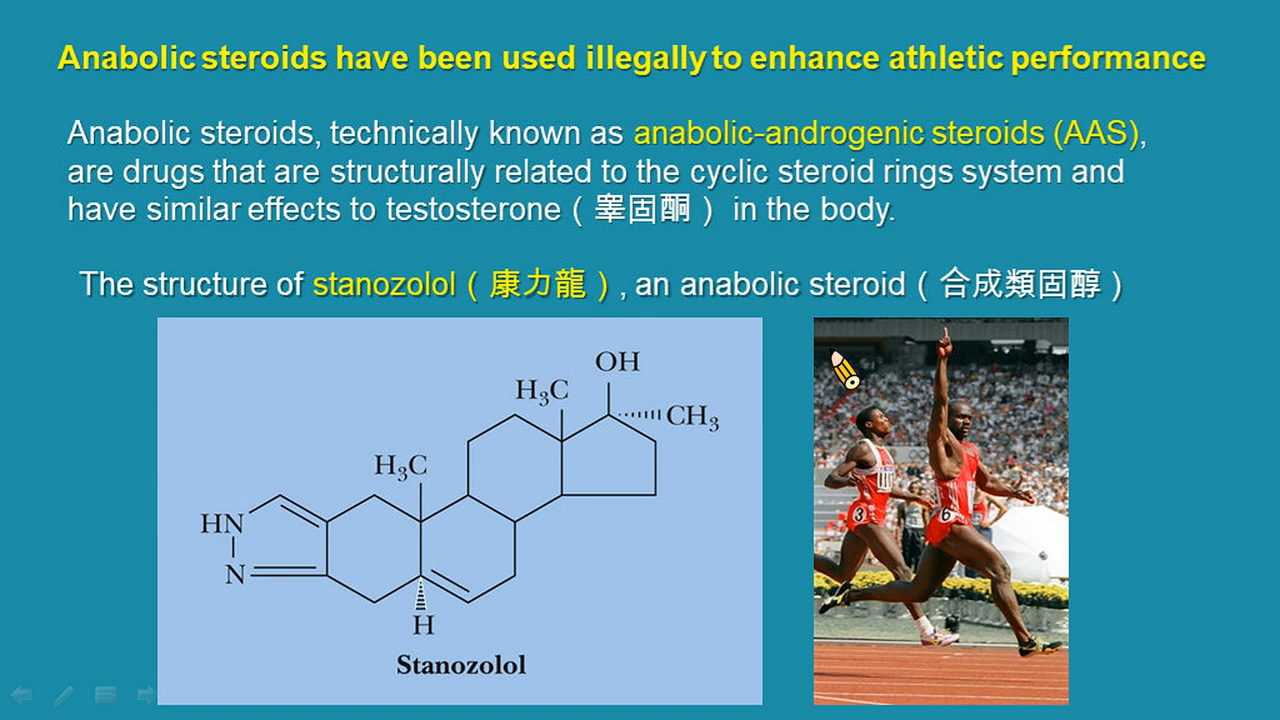 Anabolic steroids have been used illegally to enhance athletic performance
Anabolic steroids, technically known as anabolic-androgenic steroids (AAS),
are drugs that are structurally related to the cyclic steroid rings system and
have similar effects to testosterone（睪固酮） in the body.
The structure of stanozolol（康力龍）, an anabolic steroid（合成類固醇）
OH
H₃C
CH₃
H₃C
HN
N
H
Stanozolol
3
6